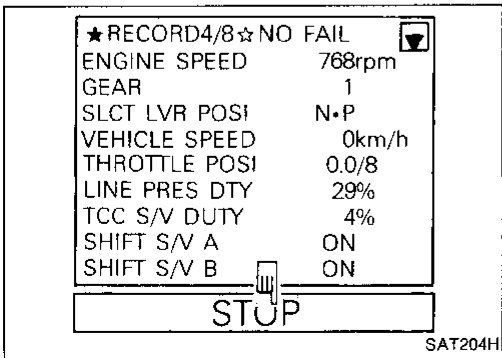 ★RECORD4/8☆NO FAIL ▼
ENGINE SPEED 768rpm
GEAR 1
SLCT LVR POSI N•P
VEHICLE SPEED 0km/h
THROTTLE POSI 0.0/8
LINE PRES DTY 29%
TCC S/V DUTY 4%
SHIFT S/V A ON
SHIFT S/V B ON
STOP
SAT204H